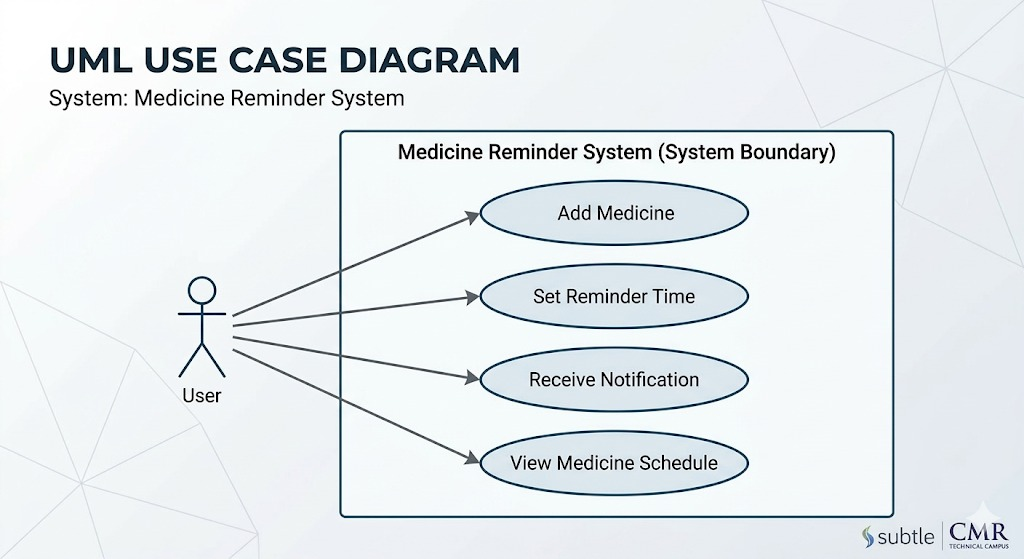 UML USE CASE DIAGRAM
System: Medicine Reminder System
Medicine Reminder System (System Boundary)
Add Medicine
Set Reminder Time
Receive Notification
View Medicine Schedule
User
subtle
CMR
TECHNICAL CAMPUS